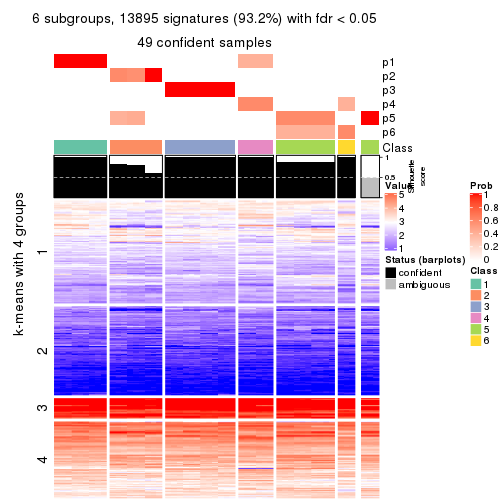 6 subgroups, 13895 signatures (93.2%) with fdr < 0.05
49 confident samples
p1
p2
p3
p4
p5
p6
Class
1
0.5
0
Silhouette
score
k-means with 4 groups
1
2
3
4
Value
5
4
3
2
1
Status (barplots)
confident
ambiguous
Prob
1
0.8
0.6
0.4
0.2
0
Class
1
2
3
4
5
6